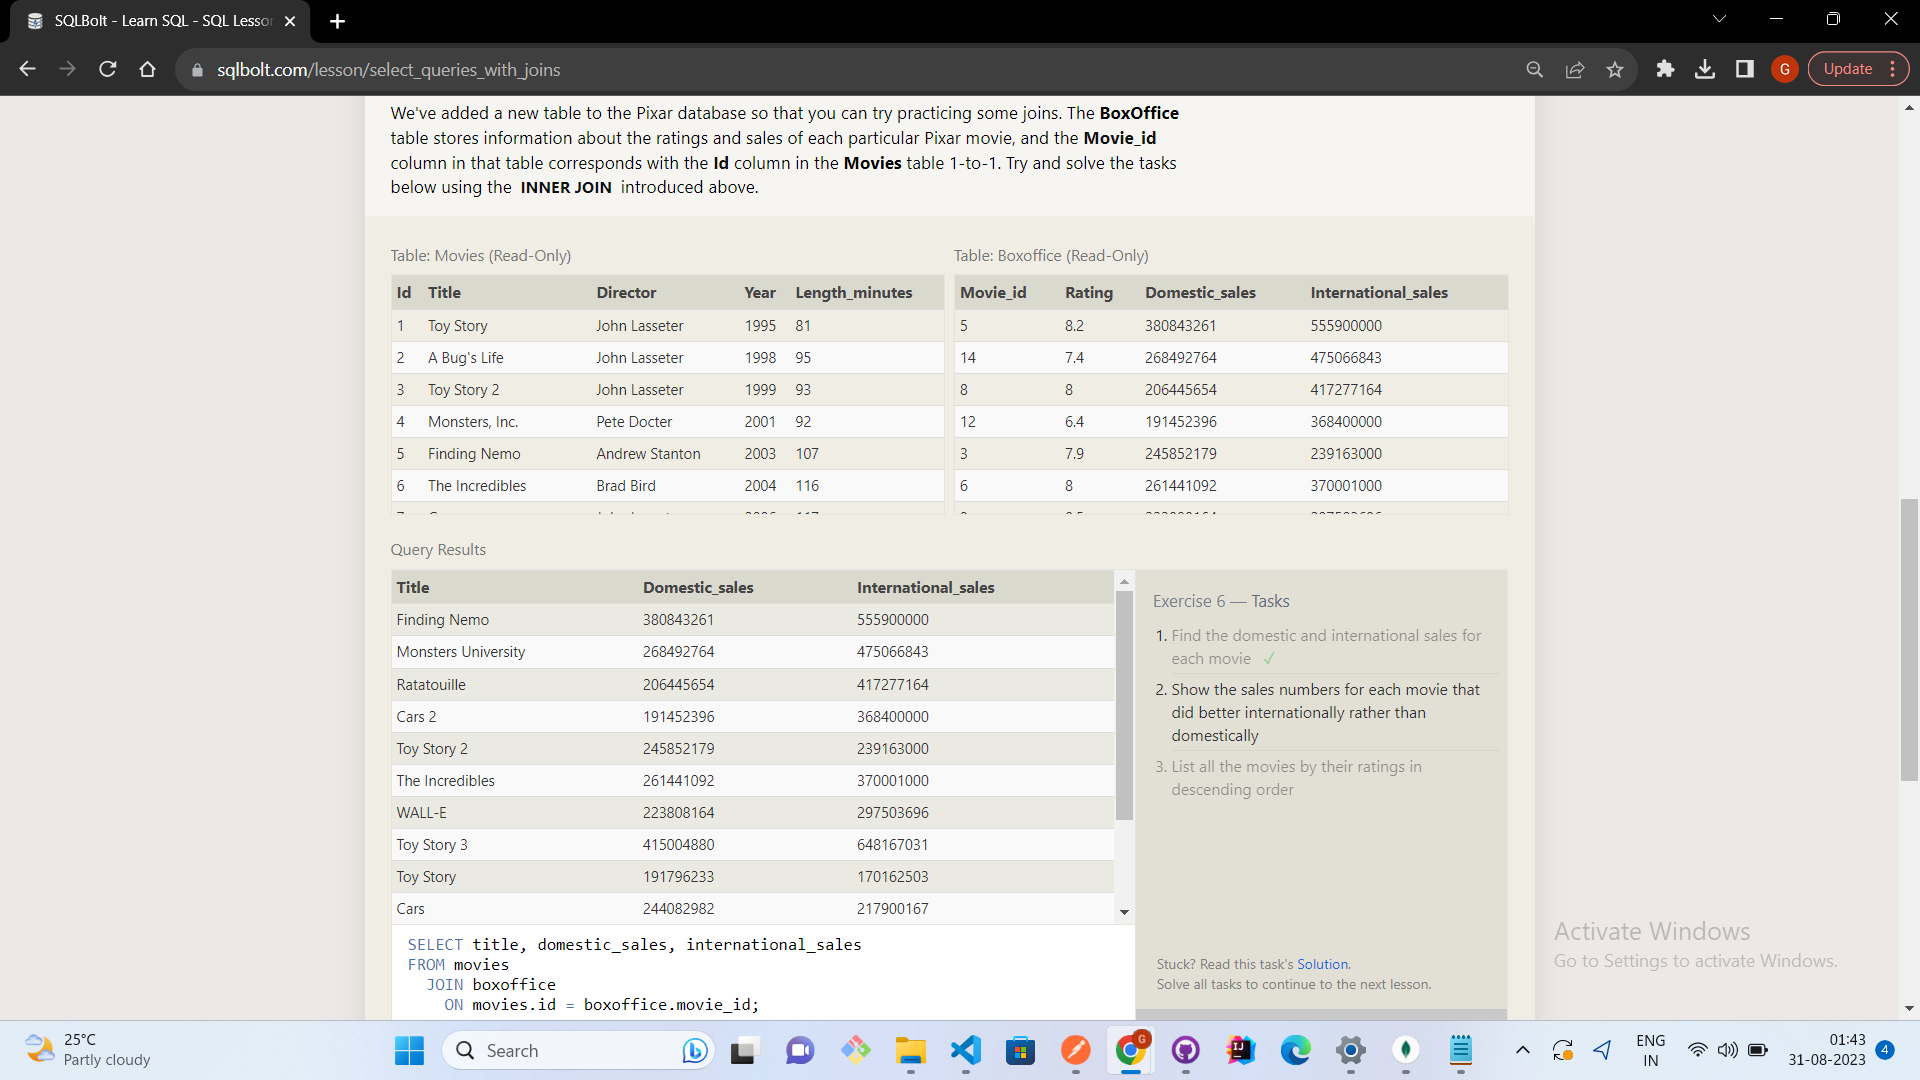 SQLBolt - Learn SQL - SQL Lesson
sqlbolt.com/lesson/select_queries_with_joins
G
Update
We've added a new table to the Pixar database so that you can try practicing some joins. The BoxOffice
table stores information about the ratings and sales of each particular Pixar movie, and the Movie_id
column in that table corresponds with the Id column in the Movies table 1-to-1. Try and solve the tasks
below using the INNER JOIN introduced above.
Table: Movies (Read-Only)
Id Title Director Year Length_minutes
1 Toy Story John Lasseter 1995 81
2 A Bug's Life John Lasseter 1998 95
3 Toy Story 2 John Lasseter 1999 93
4 Monsters, Inc. Pete Docter 2001 92
5 Finding Nemo Andrew Stanton 2003 107
6 The Incredibles Brad Bird 2004 116
Table: Boxoffice (Read-Only)
Movie_id Rating Domestic_sales International_sales
5 8.2 380843261 555900000
14 7.4 268492764 475066843
8 8 206445654 417277164
12 6.4 191452396 368400000
3 7.9 245852179 239163000
6 8 261441092 370001000
Query Results
Title Domestic_sales International_sales
Finding Nemo 380843261 555900000
Monsters University 268492764 475066843
Ratatouille 206445654 417277164
Cars 2 191452396 368400000
Toy Story 2 245852179 239163000
The Incredibles 261441092 370001000
WALL-E 223808164 297503696
Toy Story 3 415004880 648167031
Toy Story 191796233 170162503
Cars 244082982 217900167
SELECT title, domestic_sales, international_sales
FROM movies
JOIN boxoffice
ON movies.id = boxoffice.movie_id;
Exercise 6 — Tasks
1. Find the domestic and international sales for
each movie ✓
2. Show the sales numbers for each movie that
did better internationally rather than
domestically
3. List all the movies by their ratings in
descending order
Stuck? Read this task's Solution.
Solve all tasks to continue to the next lesson.
Activate Windows
Go to Settings to activate Windows.
25°C
Partly cloudy
Search
G
IJ
ENG
IN
01:43
31-08-2023
4